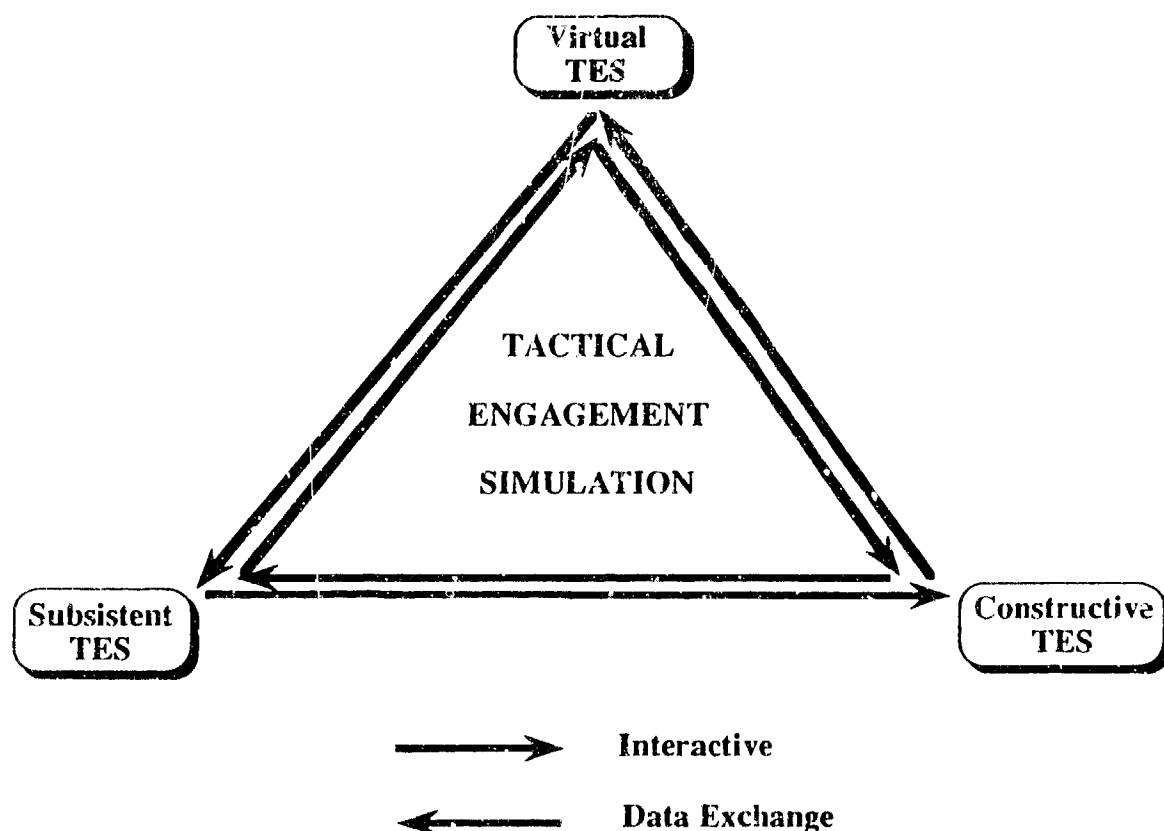 Virtual
TES
TACTICAL
ENGAGEMENT
SIMULATION
Subsistent
TES
Constructive
TES
Interactive
Data Exchange